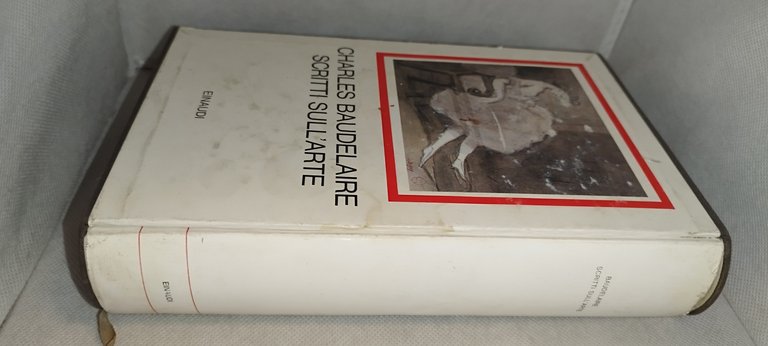 CHARLES BAUDELAIRE
SCRITTI SULL'ARTE
EINAUDI
BAUDELAIRE
SCRITTI SULL'ARTE
EINAUDI